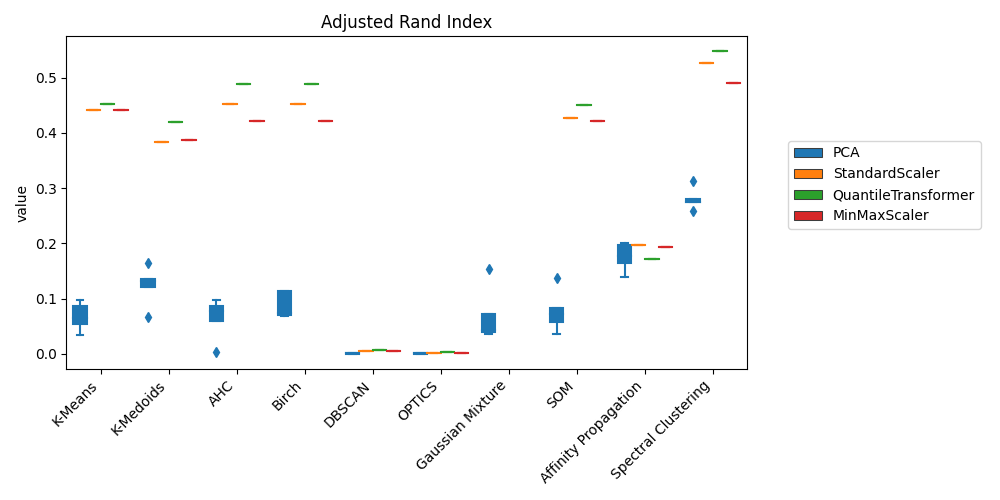 Adjusted Rand Index
value
0.5
0.4
0.3
0.2
0.1
0.0
K-Means
K-Medoids
AHC
Birch
DBSCAN
OPTICS
Gaussian Mixture
SOM
Affinity Propagation
Spectral Clustering
PCA
StandardScaler
QuantileTransformer
MinMaxScaler